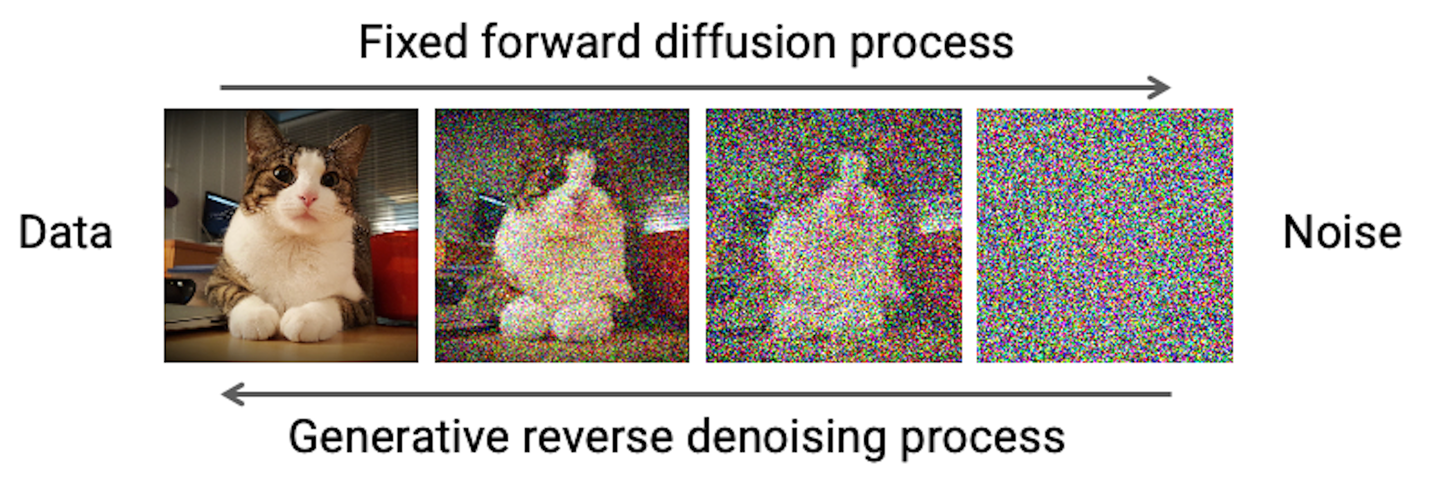 Fixed forward diffusion process
Data
Noise
Generative reverse denoising process